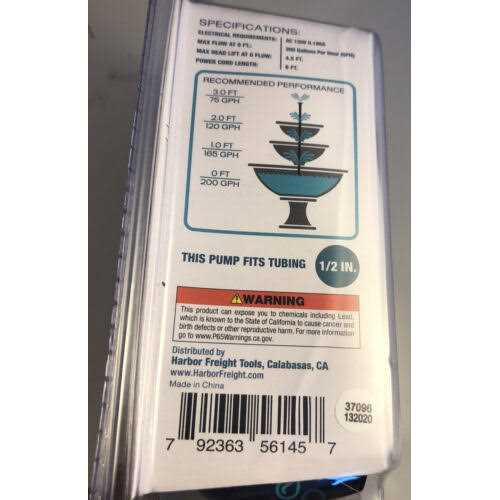 SPECIFICATIONS:
ELECTRICAL REQUIREMENTS:
MAX FLOW AT 0 FT.:
MAX HEAD LIFT AT 0 FLOW:
POWER CORD LENGTH:
AC 120V
200 Gallons Per Hour (GPH)
4.5 FT.
6 FT.
RECOMMENDED PERFORMANCE
3.0 FT
75 GPH
2.0 FT
120 GPH
1.0 FT
165 GPH
0 FT
200 GPH
THIS PUMP FITS TUBING 1/2 IN.
WARNING
This product can expose you to chemicals including Lead,
which is known to the State of California to cause cancer and
birth defects or other reproductive harm. For more information
go to www.P65Warnings.ca.gov.
Distributed by
Harbor Freight Tools, Calabasas, CA
www.HarborFreight.com
Made in China
37096
132020
7 92363 56145 7